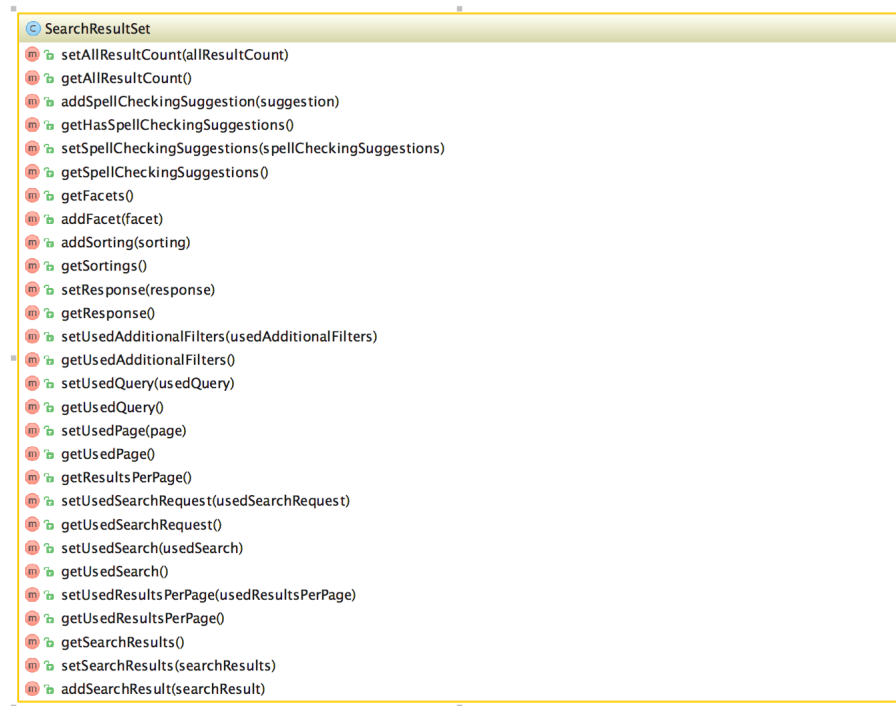 C SearchResultSet
m setAllResultCount(allResultCount)
m getAllResultCount()
m addSpellCheckingSuggestion(suggestion)
m getHasSpellCheckingSuggestions()
m setSpellCheckingSuggestions(spellCheckingSuggestions)
m getSpellCheckingSuggestions()
m getFacets()
m addFacet(facet)
m addSorting(sorting)
m getSortings()
m setResponse(response)
m getResponse()
m setUsedAdditionalFilters(usedAdditionalFilters)
m getUsedAdditionalFilters()
m setUsedQuery(usedQuery)
m getUsedQuery()
m setUsedPage(page)
m getUsedPage()
m getResultsPerPage()
m setUsedSearchRequest(usedSearchRequest)
m getUsedSearchRequest()
m setUsedSearch(usedSearch)
m getUsedSearch()
m setUsedResultsPerPage(usedResultsPerPage)
m getUsedResultsPerPage()
m getSearchResults()
m setSearchResults(searchResults)
m addSearchResult(searchResult)